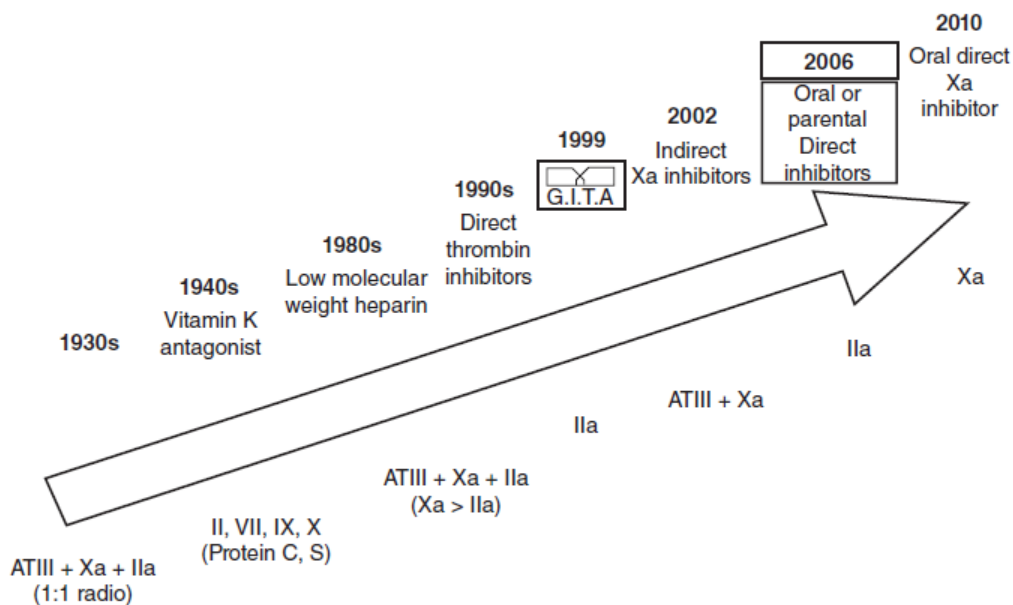 2010
Oral direct
Xa
inhibitor
2006
Oral or
parental
Direct
inhibitors
2002
Indirect
Xa inhibitors
1999
G.I.T.A
1990s
Direct
thrombin
inhibitors
1980s
Low molecular
weight heparin
1940s
Vitamin K
antagonist
1930s
Xa
IIa
ATIII + Xa
IIa
ATIII + Xa + IIa
(Xa > IIa)
II, VII, IX, X
(Protein C, S)
ATIII + Xa + IIa
(1:1 radio)